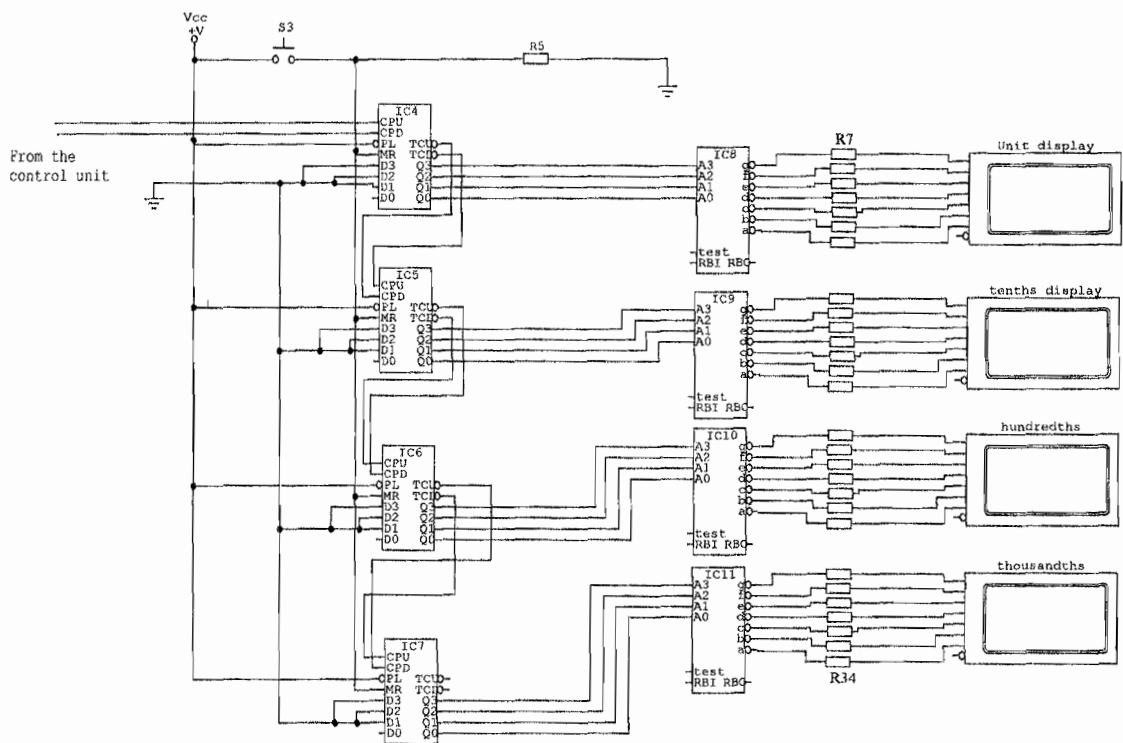 Vcc
+V
S3
R5
From the
control unit
IC4
CPU
CPD
PL TCU
MR TCD
D3 Q3
D2 Q2
D1 Q1
D0 Q0
IC8
A3 g
A2 f
A1 e
A0 d
c
b
a
test
RBI RBO
R7
Unit display
IC5
CPU
CPD
PL TCU
MR TCD
D3 Q3
D2 Q2
D1 Q1
D0 Q0
IC9
A3 g
A2 f
A1 e
A0 d
c
b
a
test
RBI RBO
tenths display
IC6
CPU
CPD
PL TCU
MR TCD
D3 Q3
D2 Q2
D1 Q1
D0 Q0
IC10
A3 g
A2 f
A1 e
A0 d
c
b
a
test
RBI RBO
hundredths
IC7
CPU
CPD
PL TCU
MR TCD
D3 Q3
D2 Q2
D1 Q1
D0 Q0
IC11
A3 g
A2 f
A1 e
A0 d
c
b
a
test
RBI RBO
R34
thousandths